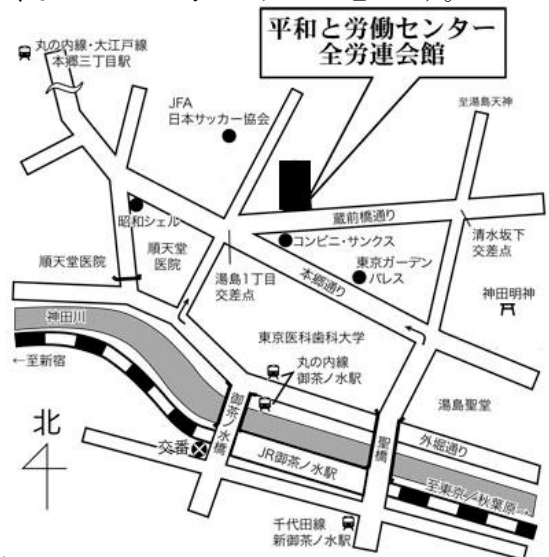 平和と労働センター
全労連会館
丸の内線・大江戸線
本郷三丁目駅
JFA
日本サッカー協会
至湯島天神
昭和シェル
蔵前橋通り
コンビニ・サンクス
清水坂下
交差点
順天堂医院
順天堂
医院
湯島1丁目
交差点
本郷通り
東京ガーデン
パレス
神田明神
神田川
東京医科歯科大学
←至新宿
丸の内線
御茶ノ水駅
御茶ノ水橋
湯島聖堂
北
交番
JR御茶ノ水駅
聖橋
外堀通り
至東京/秋葉原→
千代田線
新御茶ノ水駅